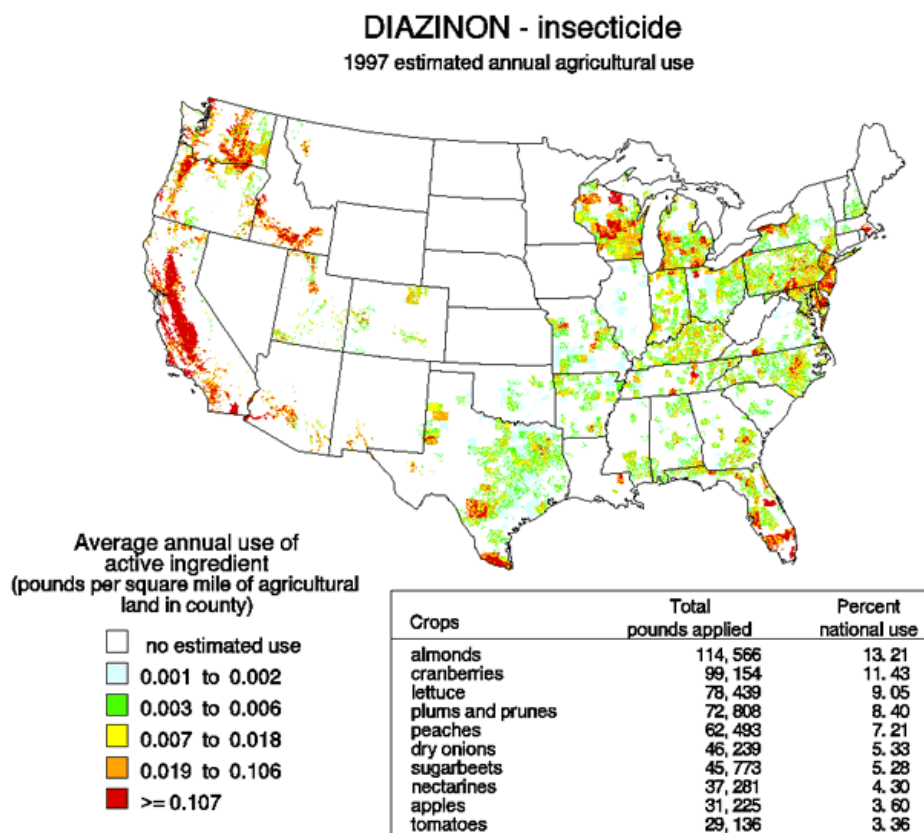 DIAZINON - insecticide
1997 estimated annual agricultural use
Average annual use of
active ingredient
(pounds per square mile of agricultural
land in county)
no estimated use
0.001 to 0.002
0.003 to 0.006
0.007 to 0.018
0.019 to 0.106
>= 0.107
Crops Total pounds applied Percent national use
almonds 114, 566 13. 21
cranberries 99, 154 11. 43
lettuce 78, 439 9. 05
plums and prunes 72, 808 8. 40
peaches 62, 493 7. 21
dry onions 46, 239 5. 33
sugarbeets 45, 773 5. 28
nectarines 37, 281 4. 30
apples 31, 225 3. 60
tomatoes 29, 136 3. 36